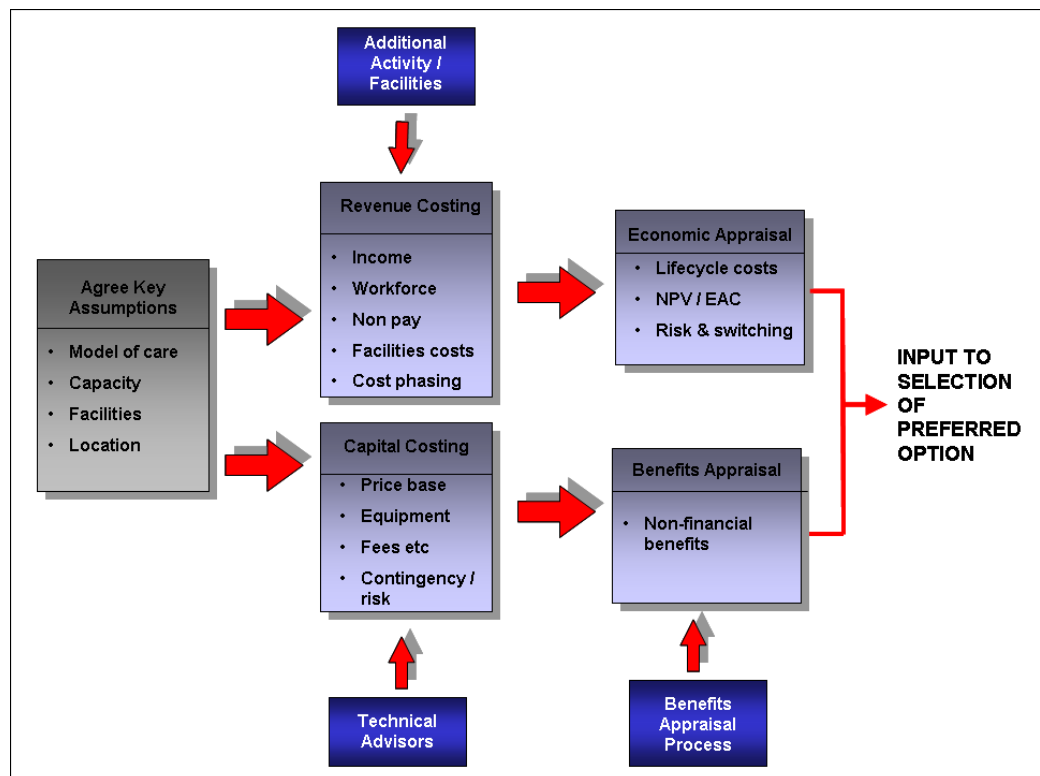 Additional
Activity /
Facilities
Revenue Costing
• Income
• Workforce
• Non pay
• Facilities costs
• Cost phasing
Economic Appraisal
• Lifecycle costs
• NPV / EAC
• Risk & switching
Agree Key
Assumptions
• Model of care
• Capacity
• Facilities
• Location
INPUT TO
SELECTION
OF
PREFERRED
OPTION
Capital Costing
• Price base
• Equipment
• Fees etc
• Contingency /
risk
Benefits Appraisal
• Non-financial
benefits
Technical
Advisors
Benefits
Appraisal
Process